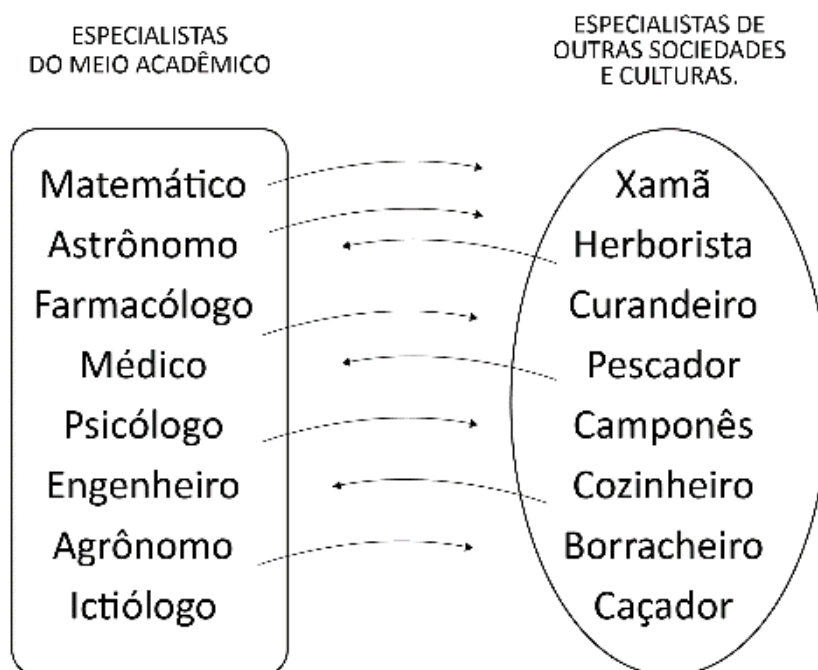 ESPECIALISTAS
DO MEIO ACADÊMICO
Matemático
Astrônomo
Farmacólogo
Médico
Psicólogo
Engenheiro
Agrônomo
Ictiólogo
ESPECIALISTAS DE
OUTRAS SOCIEDADES
E CULTURAS.
Xamã
Herborista
Curandeiro
Pescador
Camponês
Cozinheiro
Borracheiro
Caçador